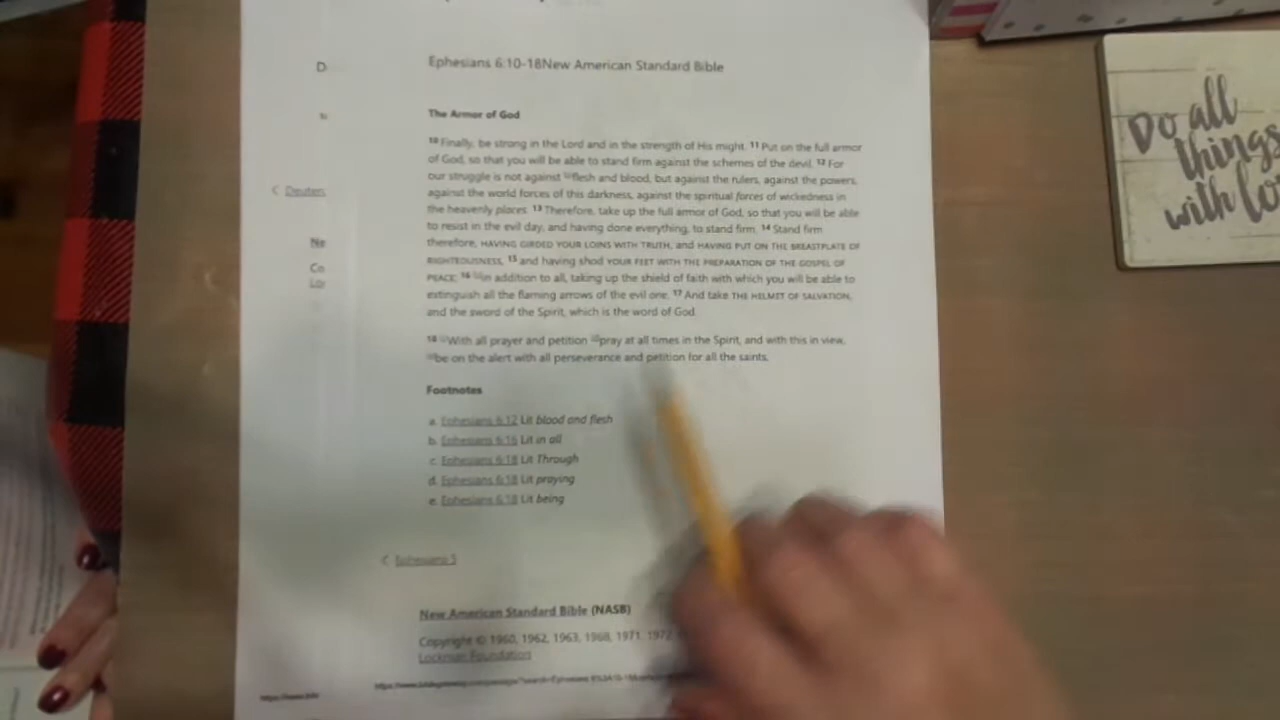 D
Ephesians 6:10-18New American Standard Bible
The Armor of God
10 Finally, be strong in the Lord and in the strength of His might. 11 Put on the full armor
of God, so that you will be able to stand firm against the schemes of the devil. 12 For
< Deuter
our struggle is not against [a]flesh and blood, but against the rulers, against the powers,
against the world forces of this darkness, against the spiritual forces of wickedness in
the heavenly places. 13 Therefore, take up the full armor of God, so that you will be able
to resist in the evil day, and having done everything, to stand firm. 14 Stand firm
Ne
therefore, HAVING GIRDED YOUR LOINS WITH TRUTH, and HAVING PUT ON THE BREASTPLATE OF
Co
RIGHTEOUSNESS, 15 and having shod YOUR FEET WITH THE PREPARATION OF THE GOSPEL OF
PEACE; 16 [b]in addition to all, taking up the shield of faith with which you will be able to
extinguish all the flaming arrows of the evil one. 17 And take THE HELMET OF SALVATION,
and the sword of the Spirit, which is the word of God.
18 [c]With all prayer and petition [d]pray at all times in the Spirit, and with this in view,
[e]be on the alert with all perseverance and petition for all the saints,
Footnotes
a. Ephesians 6:12 Lit blood and flesh
b. Ephesians 6:16 Lit in all
c. Ephesians 6:18 Lit Through
d. Ephesians 6:18 Lit praying
e. Ephesians 6:18 Lit being
< Ephesians 5
New American Standard Bible (NASB)
Copyright © 1960, 1962, 1963, 1968, 1971, 1972
Lockman Foundation
Do all
things
with lo